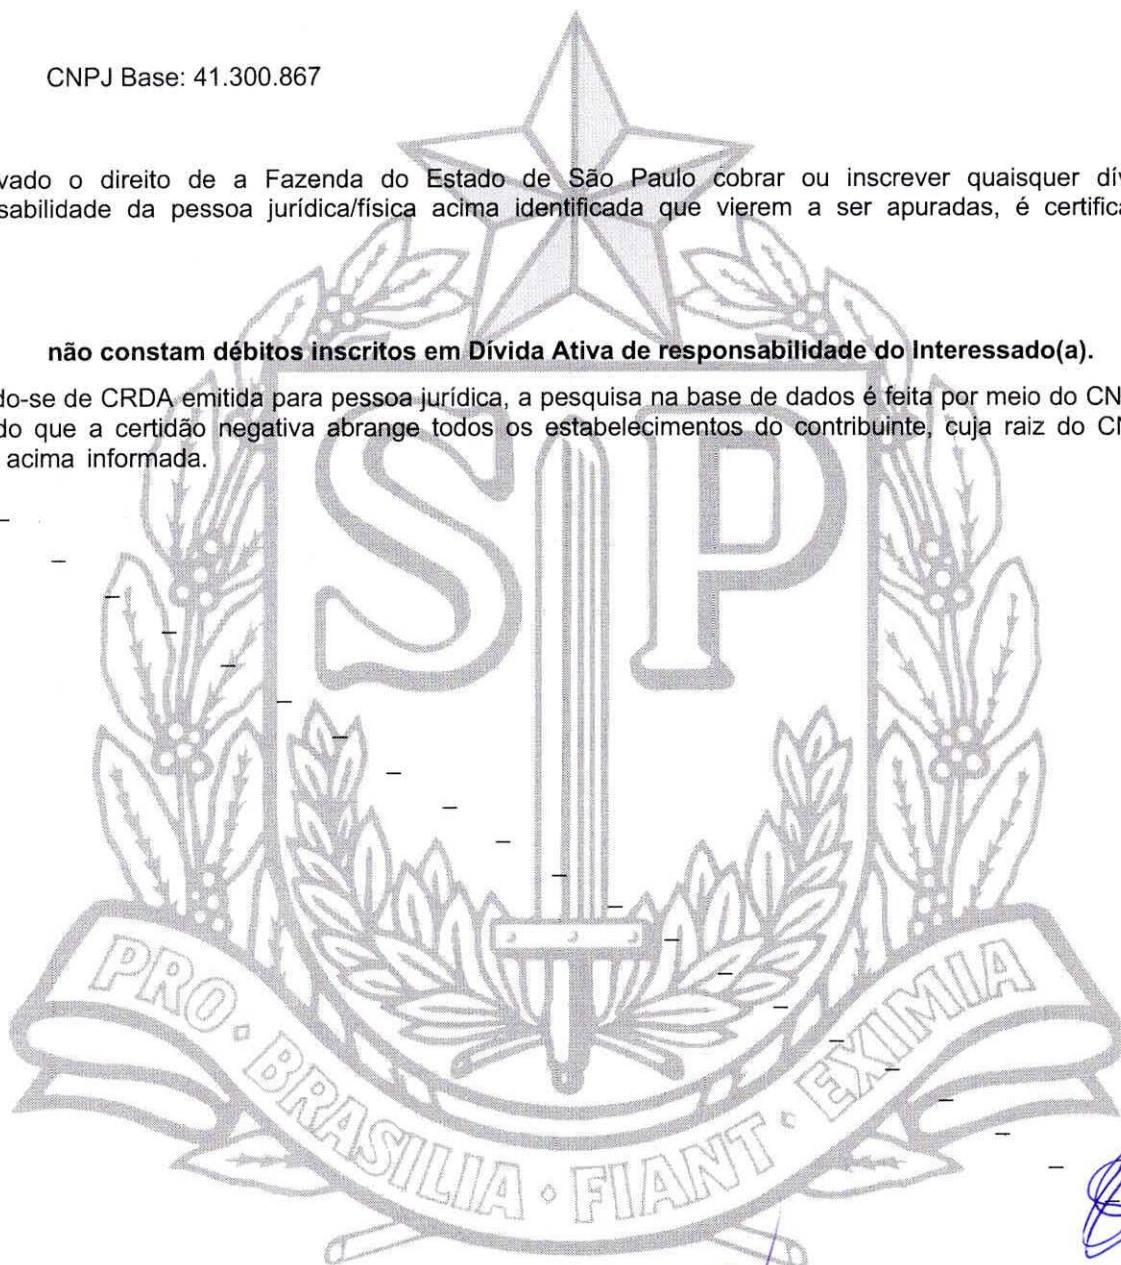 CNPJ Base: 41.300.867
vado o direito de a Fazenda do Estado de São Paulo cobrar ou inscrever quaisquer dív
sabilidade da pessoa jurídica/física acima identificada que vierem a ser apuradas, é certifica
não constam débitos inscritos em Dívida Ativa de responsabilidade do Interessado(a).
do-se de CRDA emitida para pessoa jurídica, a pesquisa na base de dados é feita por meio do CN
do que a certidão negativa abrange todos os estabelecimentos do contribuinte, cuja raiz do CN
acima informada.
SP
PRO · BRASILIA · FIANT · EXIMIA